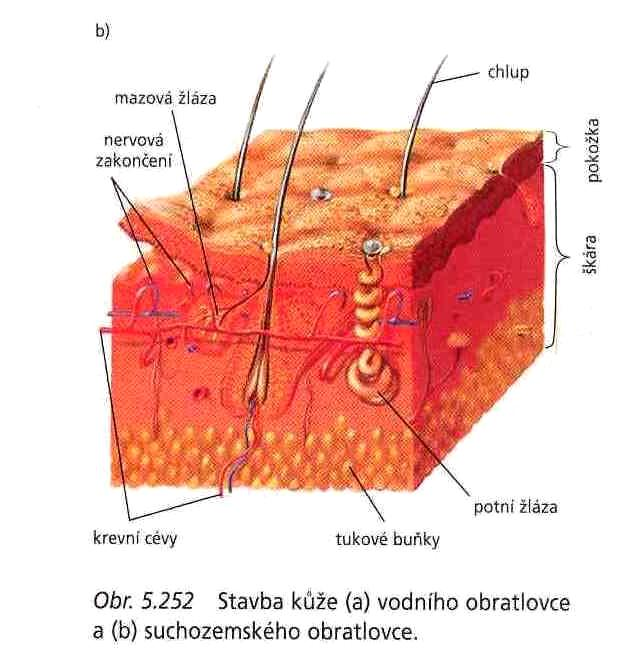 b)
chlup
mazová žláza
nervová
zakončení
pokožka
škára
potní žláza
krevní cévy
tukové buňky
Obr. 5.252 Stavba kůže (a) vodního obratlovce
a (b) suchozemského obratlovce.